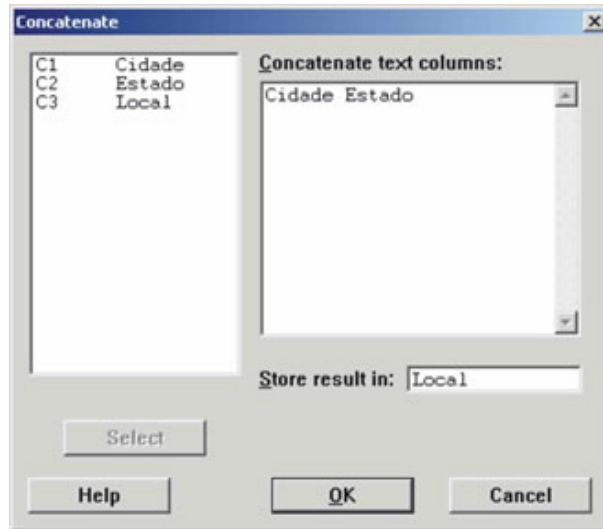 Concatenate
C1 Cidade
C2 Estado
C3 Local
Concatenate text columns:
Cidade Estado
Store result in: Local
Select
Help
OK
Cancel